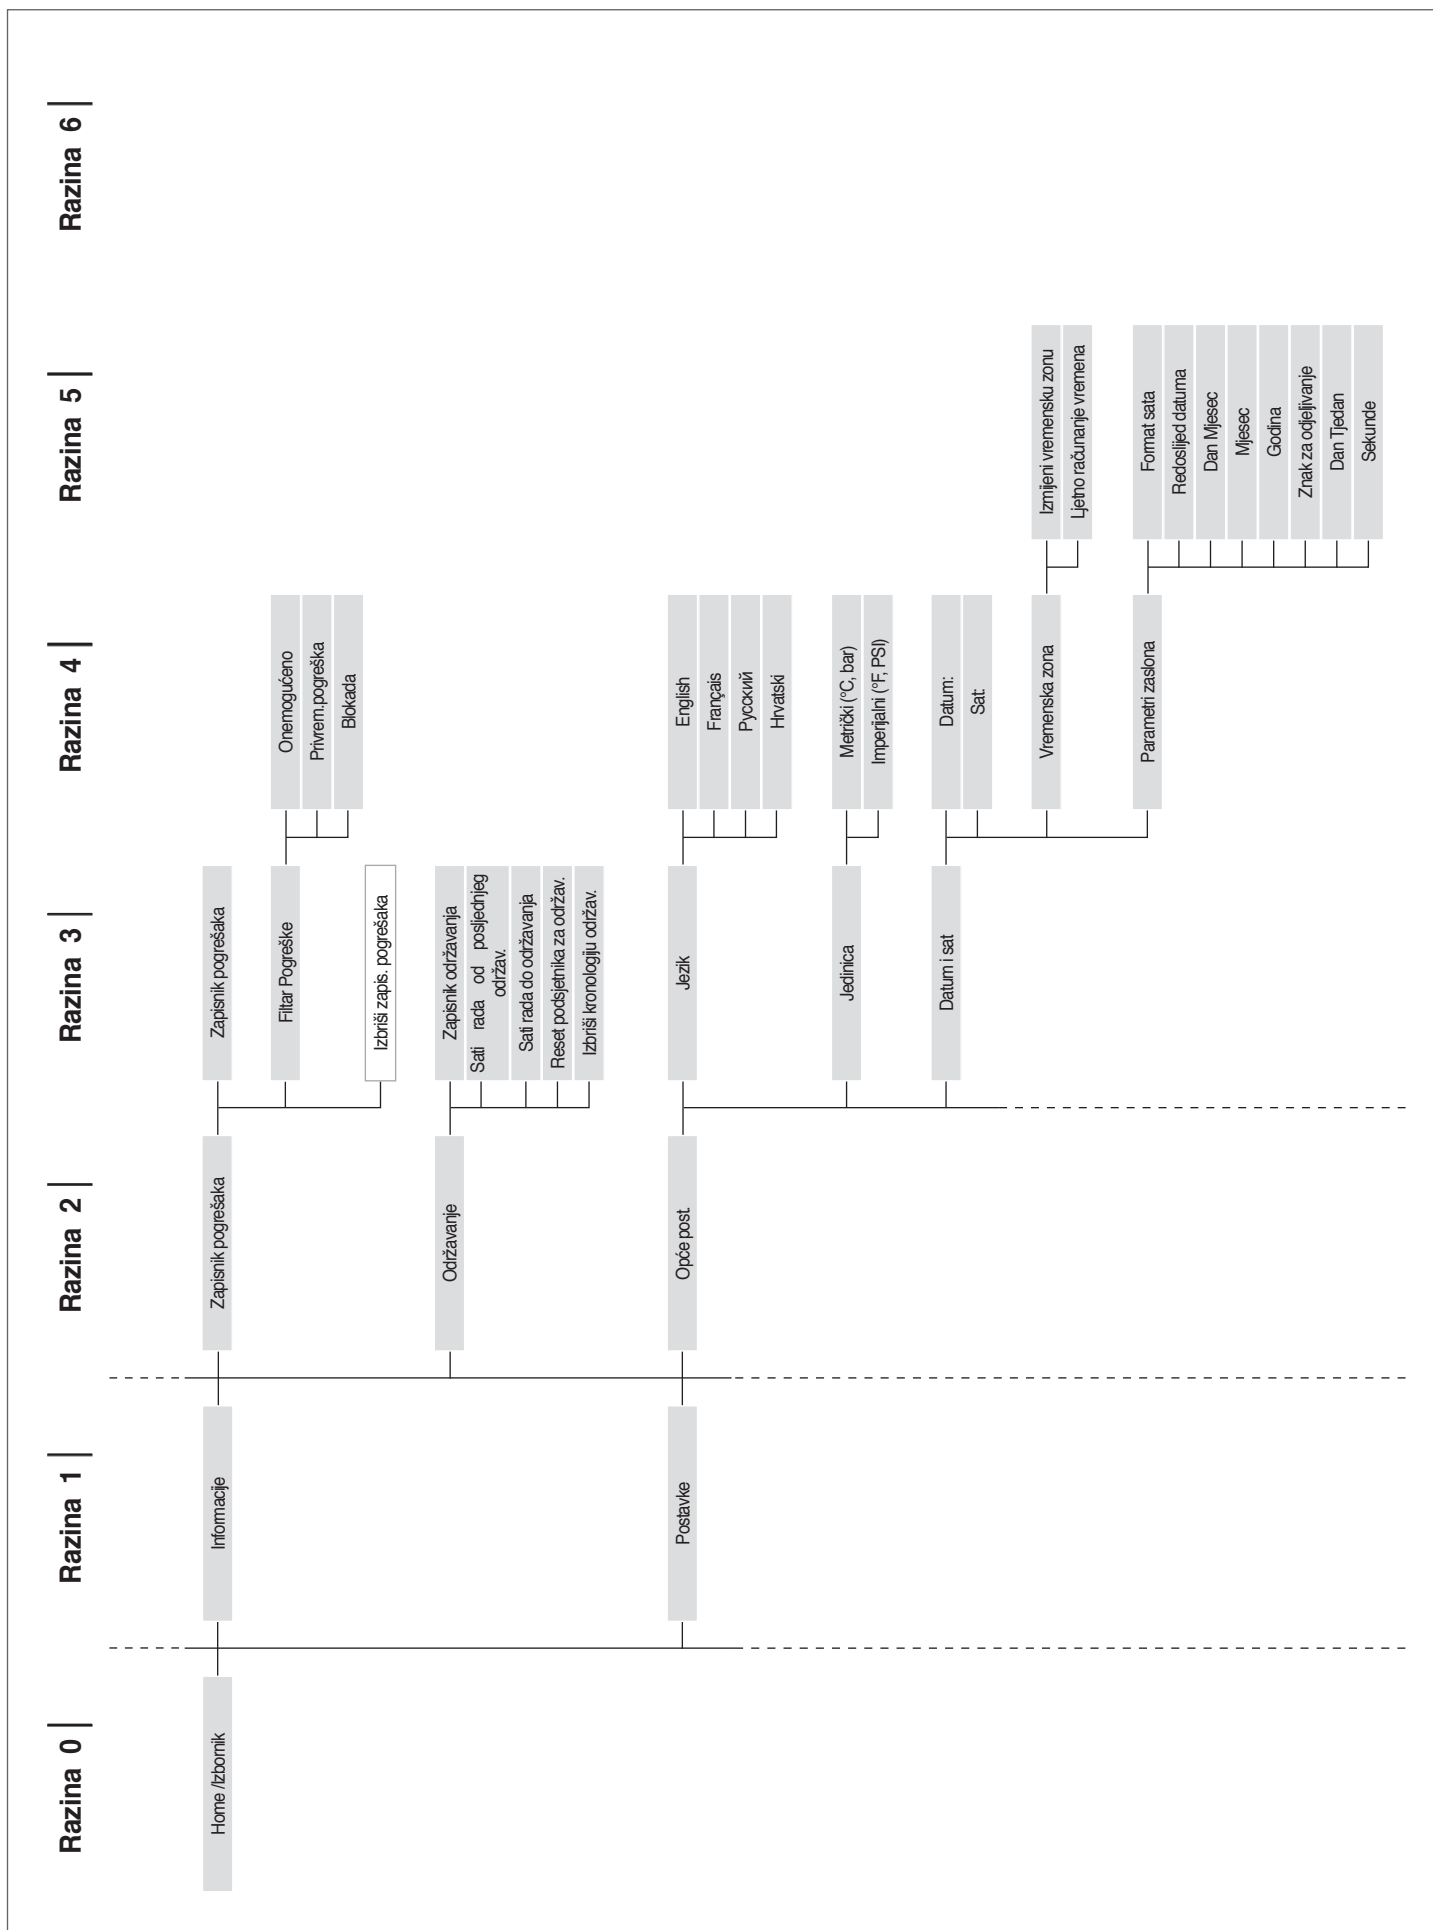 Razina 0
Razina 1
Razina 2
Razina 3
Razina 4
Razina 5
Razina 6
Home /Izbornik
Informacije
Zapisnik pogrešaka
Zapisnik pogrešaka
Filtar Pogreške
Onemogućeno
Privrem.pogreška
Blokada
Izbriši zapis. pogrešaka
Održavanje
Zapisnik održavanja
Sati rada od posljednjeg
održav.
Sati rada do održavanja
Reset podsjetnika za održav.
Izbriši kronologiju održav.
Postavke
Opće post.
Jezik
English
Français
Русский
Hrvatski
Jedinica
Metrički (°C, bar)
Imperijalni (°F, PSI)
Datum i sat
Datum:
Sat:
Vremenska zona
Izmijeni vremensku zonu
Ljetno računanje vremena
Parametri zaslona
Format sata
Redoslijed datuma
Dan Mjesec
Mjesec
Godina
Znak za odjeljivanje
Dan Tjedan
Sekunde